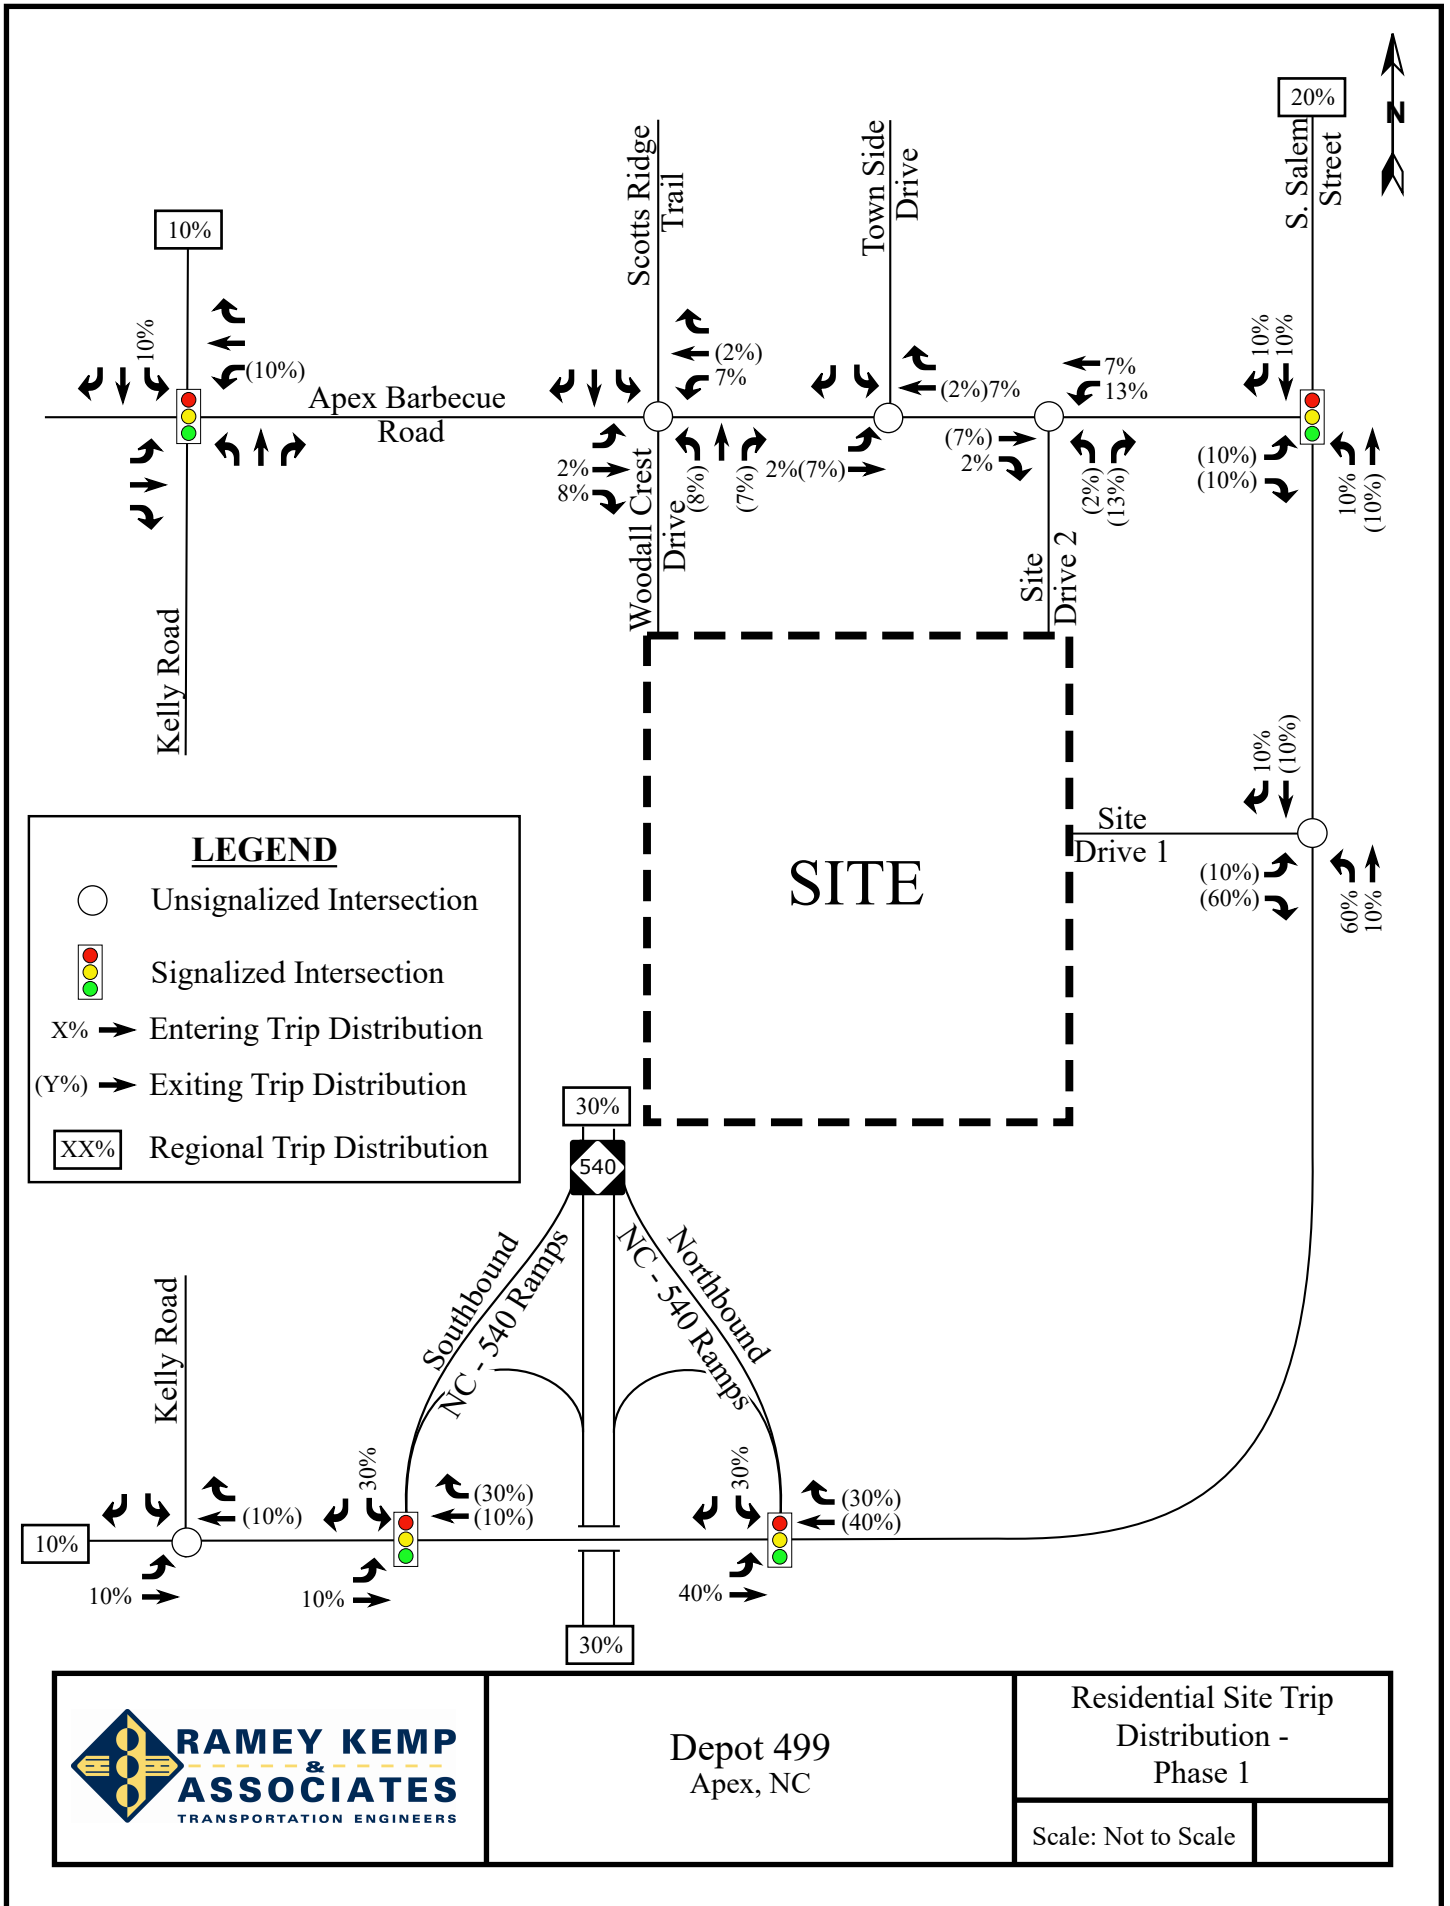 20%
N
S. Salem
Street
Scotts Ridge
Trail
Town Side
Drive
10%
10%
(10%)
Apex Barbecue
Road
(2%)
7%
(2%)7%
7%
13%
10%
10%
2%
8%
(8%)
(7%)
2%(7%)
(7%)
2%
(2%)
(13%)
(10%)
(10%)
10%
(10%)
Woodall Crest
Drive
Site
Drive 2
Kelly Road
10%
(10%)
Site
Drive 1
(10%)
(60%)
60%
10%
SITE
LEGEND
Unsignalized Intersection
Signalized Intersection
X% Entering Trip Distribution
(Y%) Exiting Trip Distribution
XX% Regional Trip Distribution
30%
540
Southbound
NC - 540 Ramps
Northbound
NC - 540 Ramps
Kelly Road
30%
(30%)
(10%)
30%
(30%)
(40%)
(10%)
10%
10%
10%
40%
30%
RAMEY KEMP
&
ASSOCIATES
TRANSPORTATION ENGINEERS
Depot 499
Apex, NC
Residential Site Trip
Distribution -
Phase 1
Scale: Not to Scale